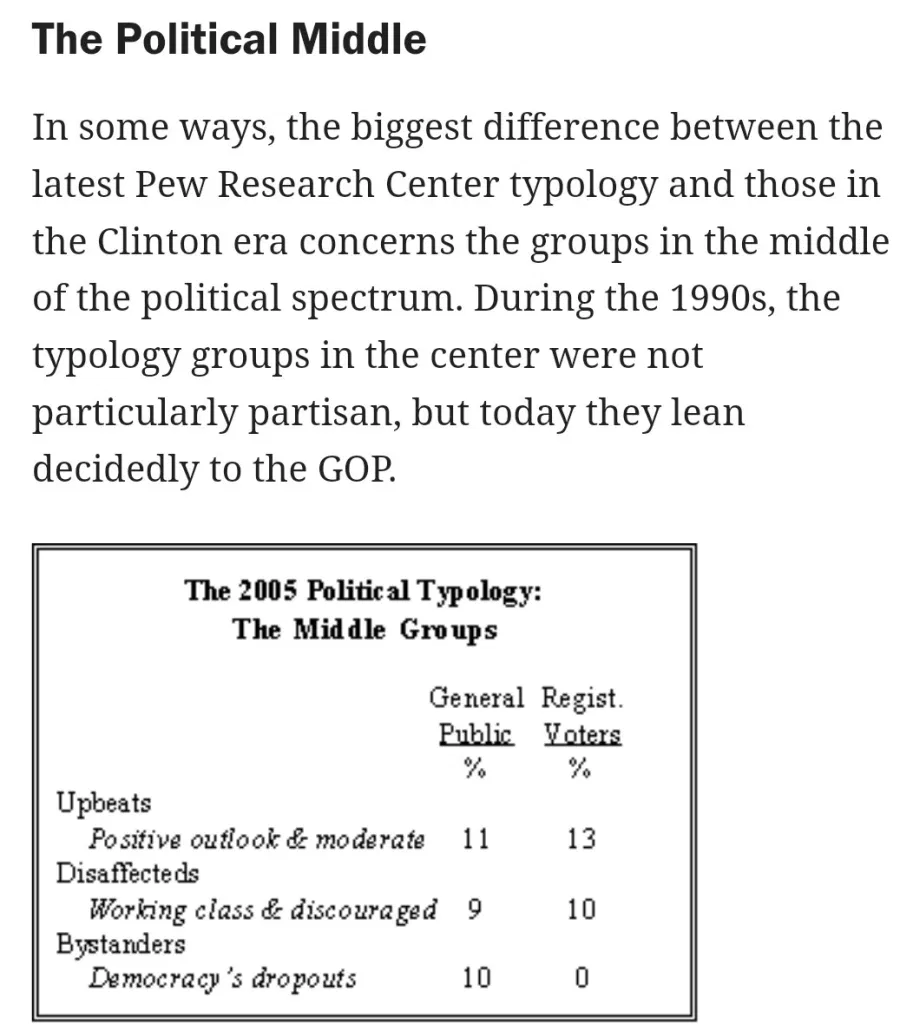 The Political Middle
In some ways, the biggest difference between the
latest Pew Research Center typology and those in
the Clinton era concerns the groups in the middle
of the political spectrum. During the 1990s, the
typology groups in the center were not
particularly partisan, but today they lean
decidedly to the GOP.
The 2005 Political Typology:
The Middle Groups
General Regist.
Public Voters
% %
Upbeats
Positive outlook & moderate 11 13
Disaffecteds
Working class & discouraged 9 10
Bystanders
Democracy's dropouts 10 0